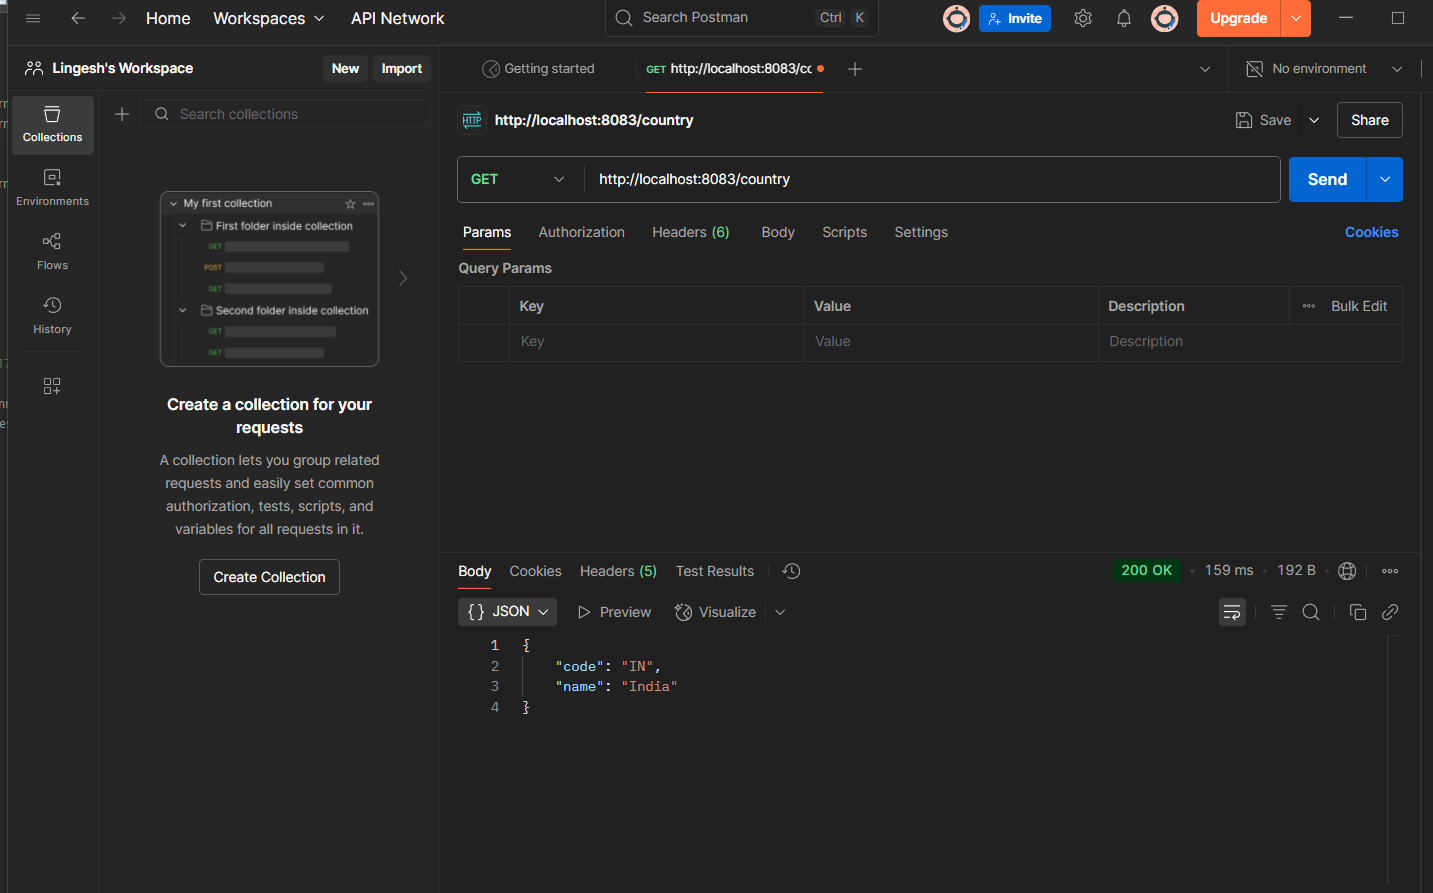 Home Workspaces API Network Search Postman Ctrl K Invite Upgrade
Lingesh's Workspace New Import
Getting started GET http://localhost:8083/cc No environment
Collections
Environments
Flows
History
Search collections
My first collection
First folder inside collection
GET
POST
GET
Second folder inside collection
GET
GET
Create a collection for your
requests
A collection lets you group related
requests and easily set common
authorization, tests, scripts, and
variables for all requests in it.
Create Collection
HTTP http://localhost:8083/country Save Share
GET http://localhost:8083/country Send
Params Authorization Headers (6) Body Scripts Settings Cookies
Query Params
Key Value Description Bulk Edit
Key Value Description
Body Cookies Headers (5) Test Results 200 OK 159 ms 192 B
{} JSON Preview Visualize
1 {
2 "code": "IN",
3 "name": "India"
4 }